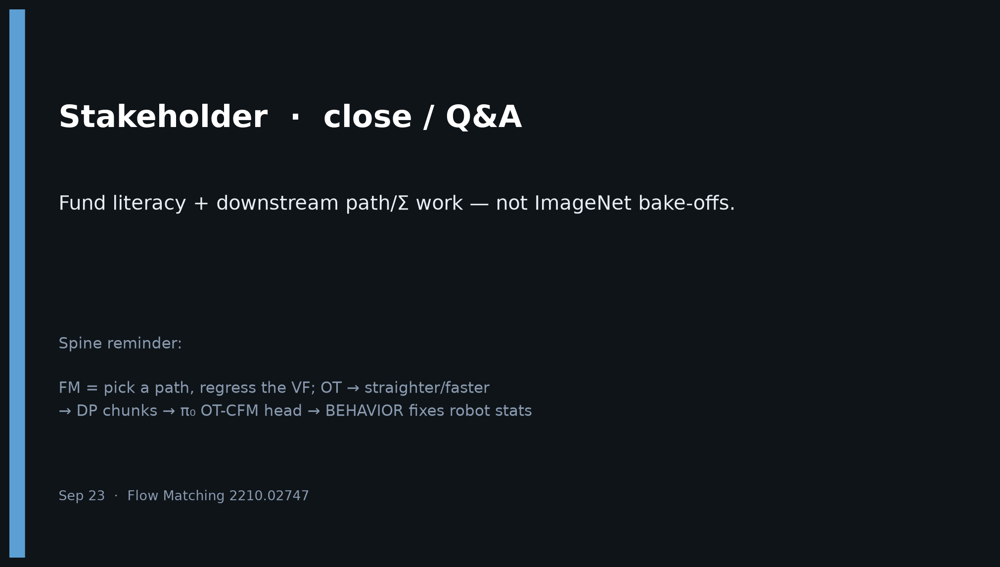 Stakeholder · close / Q&A
Fund literacy + downstream path/Σ work — not ImageNet bake-offs.
Spine reminder:
FM = pick a path, regress the VF; OT → straighter/faster
→ DP chunks → π₀ OT-CFM head → BEHAVIOR fixes robot stats
Sep 23 · Flow Matching 2210.02747